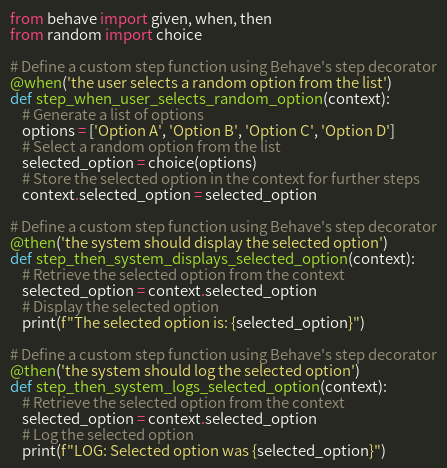 from behave import given, when, then
from random import choice

# Define a custom step function using Behave's step decorator
@when('the user selects a random option from the list')
def step_when_user_selects_random_option(context):
    # Generate a list of options
    options = ['Option A', 'Option B', 'Option C', 'Option D']
    # Select a random option from the list
    selected_option = choice(options)
    # Store the selected option in the context for further steps
    context.selected_option = selected_option

# Define a custom step function using Behave's step decorator
@then('the system should display the selected option')
def step_then_system_displays_selected_option(context):
    # Retrieve the selected option from the context
    selected_option = context.selected_option
    # Display the selected option
    print(f"The selected option is: {selected_option}")

# Define a custom step function using Behave's step decorator
@then('the system should log the selected option')
def step_then_system_logs_selected_option(context):
    # Retrieve the selected option from the context
    selected_option = context.selected_option
    # Log the selected option
    print(f"LOG: Selected option was {selected_option}")